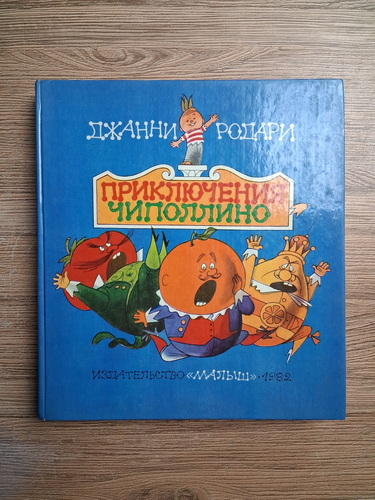 ДЖАННИ РОДАРИ
ПРИКЛЮЧЕНИЯ
ЧИПОЛЛИНО
ИЗДАТЕЛЬСТВО «МАЛЫШ» • 1982